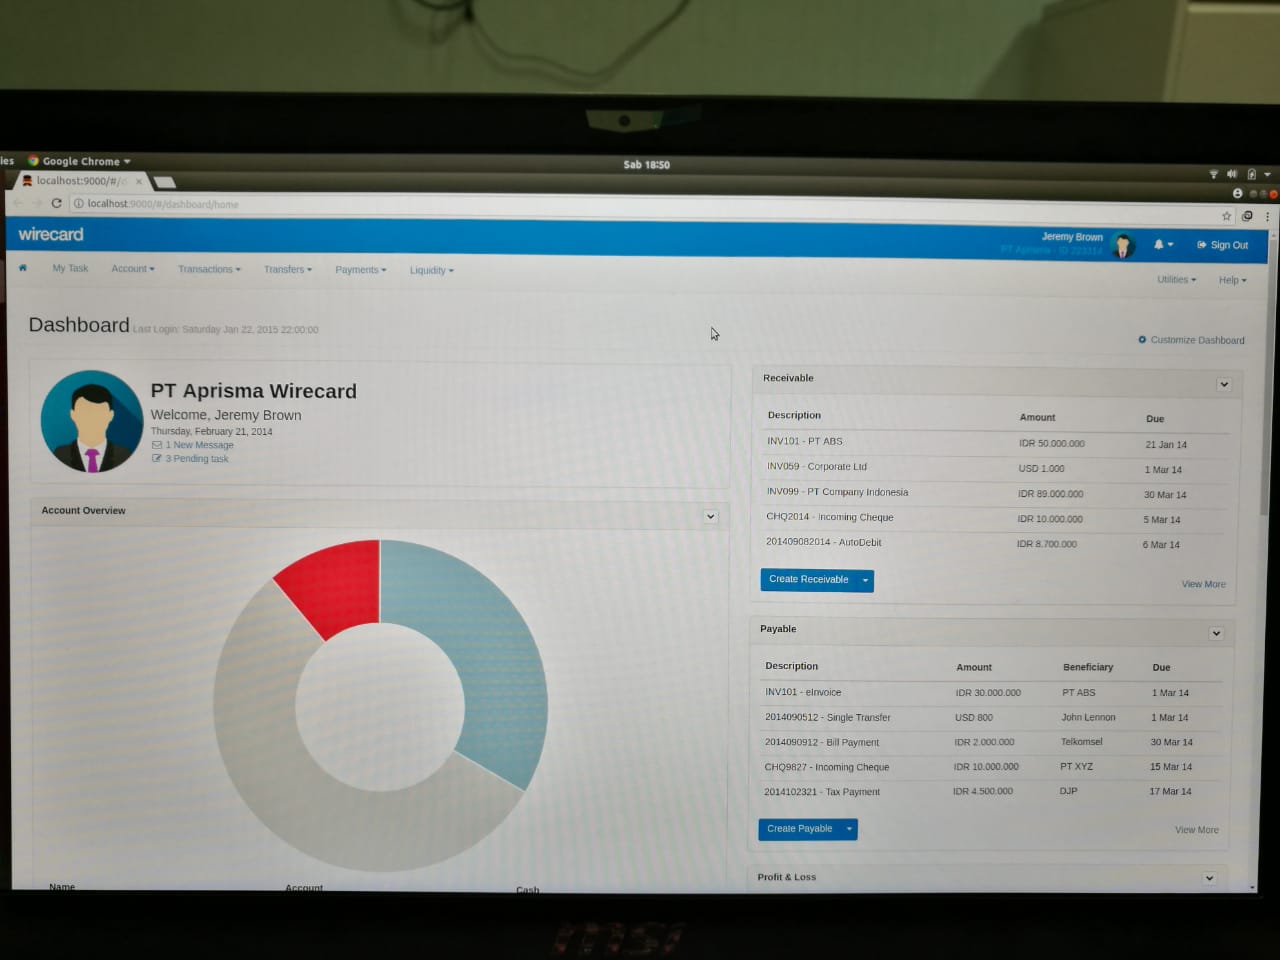 ies Google Chrome
Sab 18:50
localhost:9000/#/d
localhost:9000/#/dashboard/home
wirecard
Jeremy Brown
PT Aprisma - ID 223314
Sign Out
My Task Account Transactions Transfers Payments Liquidity
Utilities Help
Dashboard Last Login: Saturday Jan 22, 2015 22:00:00
Customize Dashboard
PT Aprisma Wirecard
Welcome, Jeremy Brown
Thursday, February 21, 2014
1 New Message
3 Pending task
Account Overview
Name Account Cash
Receivable
Description Amount Due
INV101 - PT ABS IDR 50.000.000 21 Jan 14
INV059 - Corporate Ltd USD 1.000 1 Mar 14
INV099 - PT Company Indonesia IDR 89.000.000 30 Mar 14
CHQ2014 - Incoming Cheque IDR 10.000.000 5 Mar 14
201409082014 - AutoDebit IDR 8.700.000 6 Mar 14
Create Receivable
View More
Payable
Description Amount Beneficiary Due
INV101 - eInvoice IDR 30.000.000 PT ABS 1 Mar 14
2014090512 - Single Transfer USD 800 John Lennon 1 Mar 14
2014090912 - Bill Payment IDR 2.000.000 Telkomsel 30 Mar 14
CHQ9827 - Incoming Cheque IDR 10.000.000 PT XYZ 15 Mar 14
2014102321 - Tax Payment IDR 4.500.000 DJP 17 Mar 14
Create Payable
View More
Profit & Loss
msi